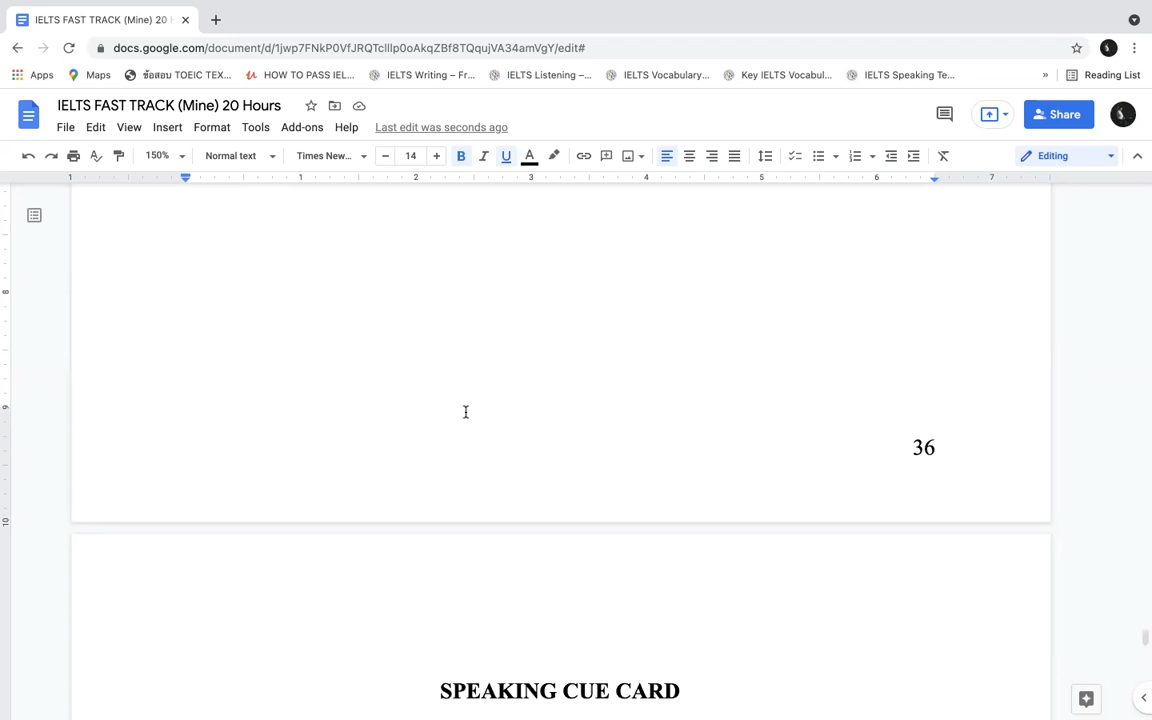 IELTS FAST TRACK (Mine) 20 H
docs.google.com/document/d/
Apps Maps ข้อสอบ TOEIC TEX... HOW TO PASS IEL... IELTS Writing – Fr... IELTS Listening –... IELTS Vocabulary... Key IELTS Vocabul... IELTS Speaking Te... » Reading List
IELTS FAST TRACK (Mine) 20 Hours
Share
File Edit View Insert Format Tools Add-ons Help Last edit was seconds ago
150% Normal text Times New... 14 B I U A Editing
1 1 2 3 4 5 6 7
8
9
36
10
SPEAKING CUE CARD